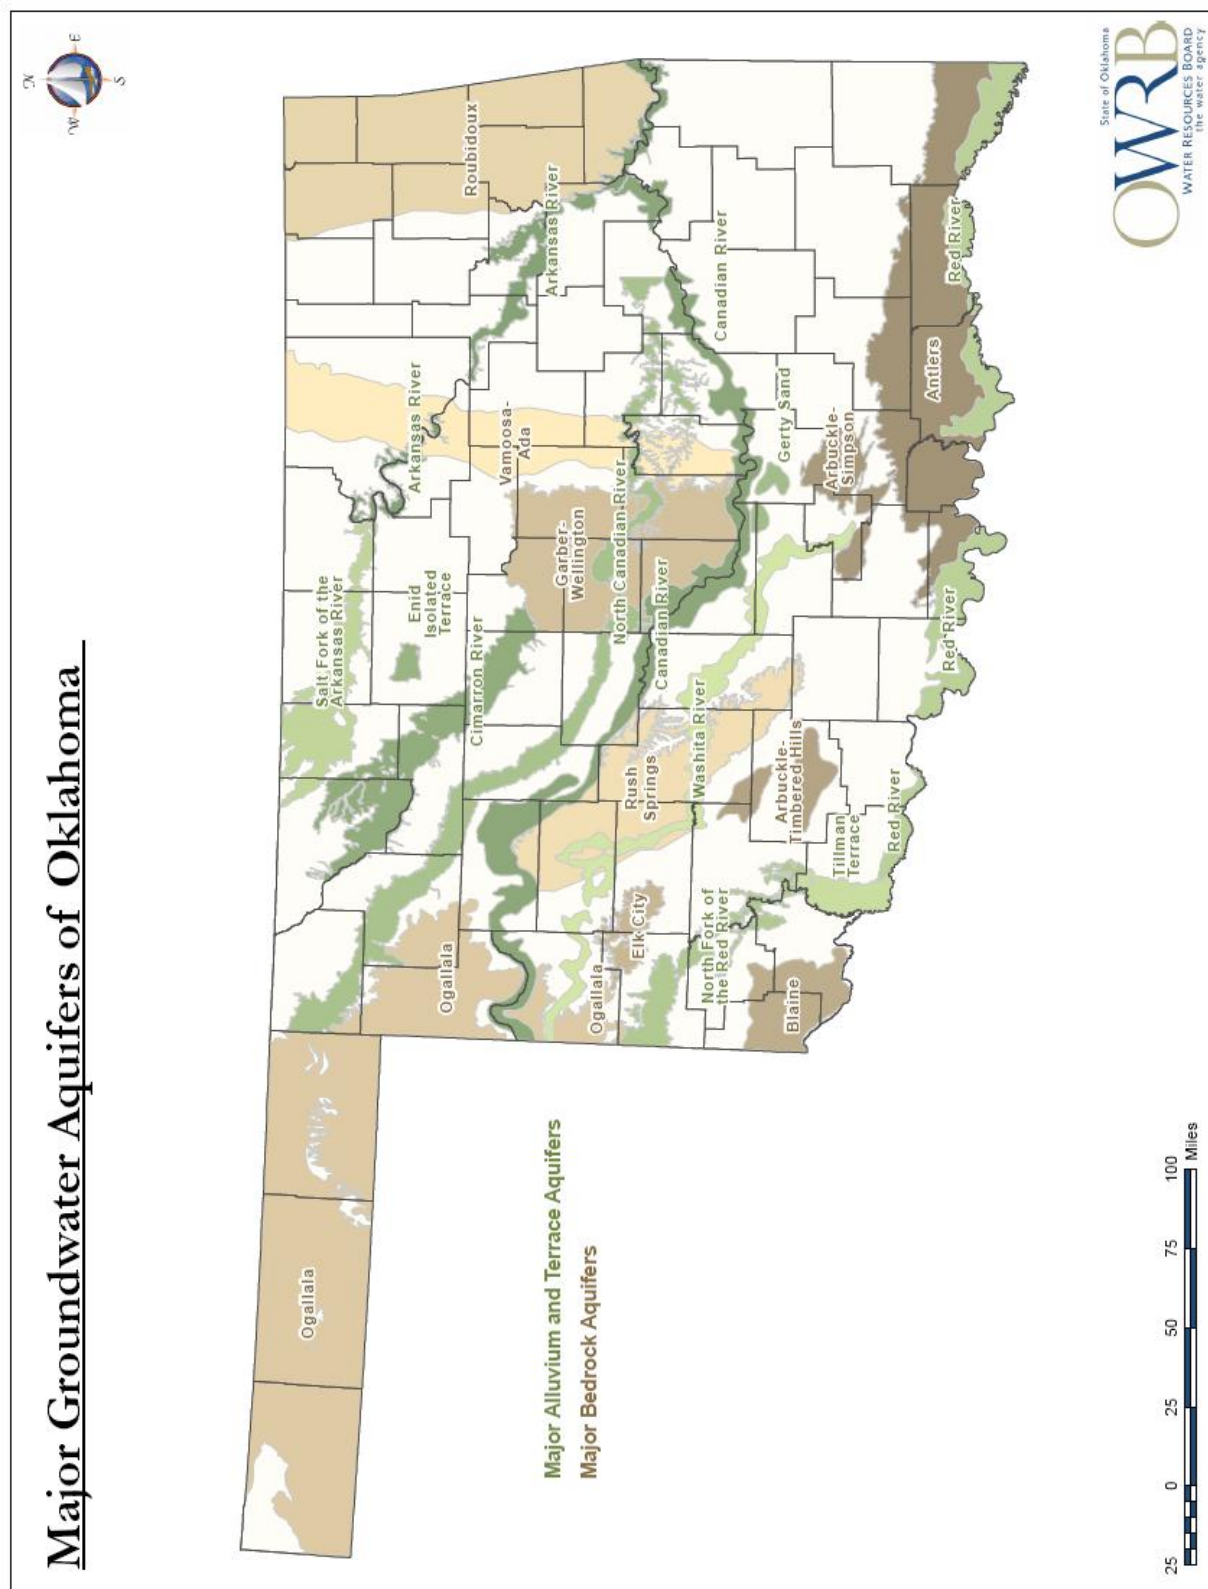 Major Groundwater Aquifers of Oklahoma
N
W
E
S
Ogallala
Ogallala
Ogallala
Salt Fork of the
Arkansas River
Enid
Isolated
Terrace
Cimarron River
Arkansas River
Vamoosa-
Ada
Roubidoux
Arkansas River
Garber-
Wellington
North Canadian River
Canadian River
Canadian River
Rush
Springs
Washita River
Elk City
North Fork of
the Red River
Blaine
Arbuckle-
Timbered Hills
Tillman
Terrace
Red River
Gerty Sand
Arbuckle-
Simpson
Antlers
Red River
Red River
Major Alluvium and Terrace Aquifers
Major Bedrock Aquifers
25 0 25 50 75 100
Miles
State of Oklahoma
OWRB
WATER RESOURCES BOARD
the water agency